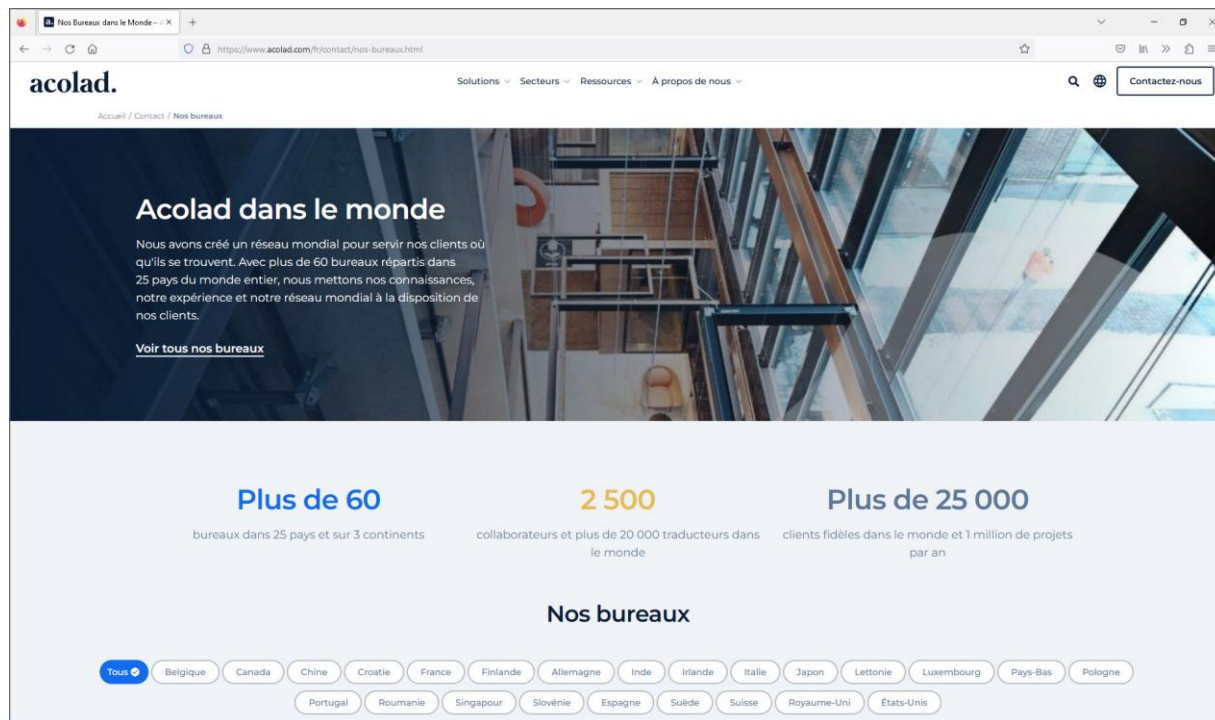 Nos Bureaux dans le Monde –
https://www.acolad.com/fr/contact/nos-bureaux.html
acolad.
Solutions Secteurs Ressources À propos de nous
Contactez-nous
Accueil / Contact / Nos bureaux
Acolad dans le monde
Nous avons créé un réseau mondial pour servir nos clients où
qu'ils se trouvent. Avec plus de 60 bureaux répartis dans
25 pays du monde entier, nous mettons nos connaissances,
notre expérience et notre réseau mondial à la disposition de
nos clients.
Voir tous nos bureaux
Plus de 60
bureaux dans 25 pays et sur 3 continents
2 500
collaborateurs et plus de 20 000 traducteurs dans
le monde
Plus de 25 000
clients fidèles dans le monde et 1 million de projets
par an
Nos bureaux
Tous Belgique Canada Chine Croatie France Finlande Allemagne Inde Irlande Italie Japon Lettonie Luxembourg Pays-Bas Pologne
Portugal Roumanie Singapour Slovénie Espagne Suède Suisse Royaume-Uni États-Unis